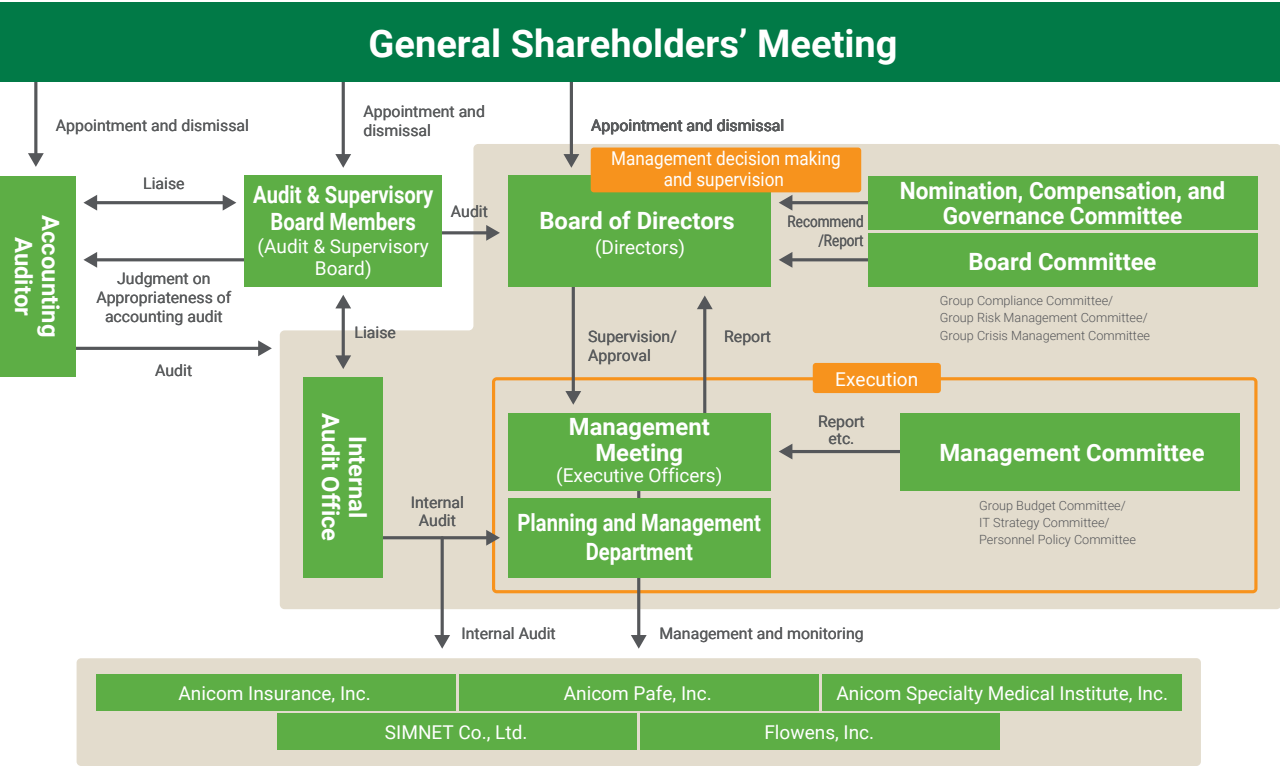 General Shareholders’ Meeting
Appointment and dismissal
Appointment and
dismissal
Appointment and dismissal
Management decision making
and supervision
Accounting
Auditor
Liaise
Judgment on
Appropriateness of
accounting audit
Audit
Audit & Supervisory
Board Members
(Audit & Supervisory
Board)
Audit
Board of Directors
(Directors)
Recommend
/Report
Nomination, Compensation, and
Governance Committee
Board Committee
Group Compliance Committee/
Group Risk Management Committee/
Group Crisis Management Committee
Liaise
Supervision/
Approval
Report
Execution
Internal
Audit Office
Internal
Audit
Management
Meeting
(Executive Officers)
Planning and Management
Department
Report
etc.
Management Committee
Group Budget Committee/
IT Strategy Committee/
Personnel Policy Committee
Internal Audit
Management and monitoring
Anicom Insurance, Inc.
Anicom Pafe, Inc.
Anicom Specialty Medical Institute, Inc.
SIMNET Co., Ltd.
Flowens, Inc.